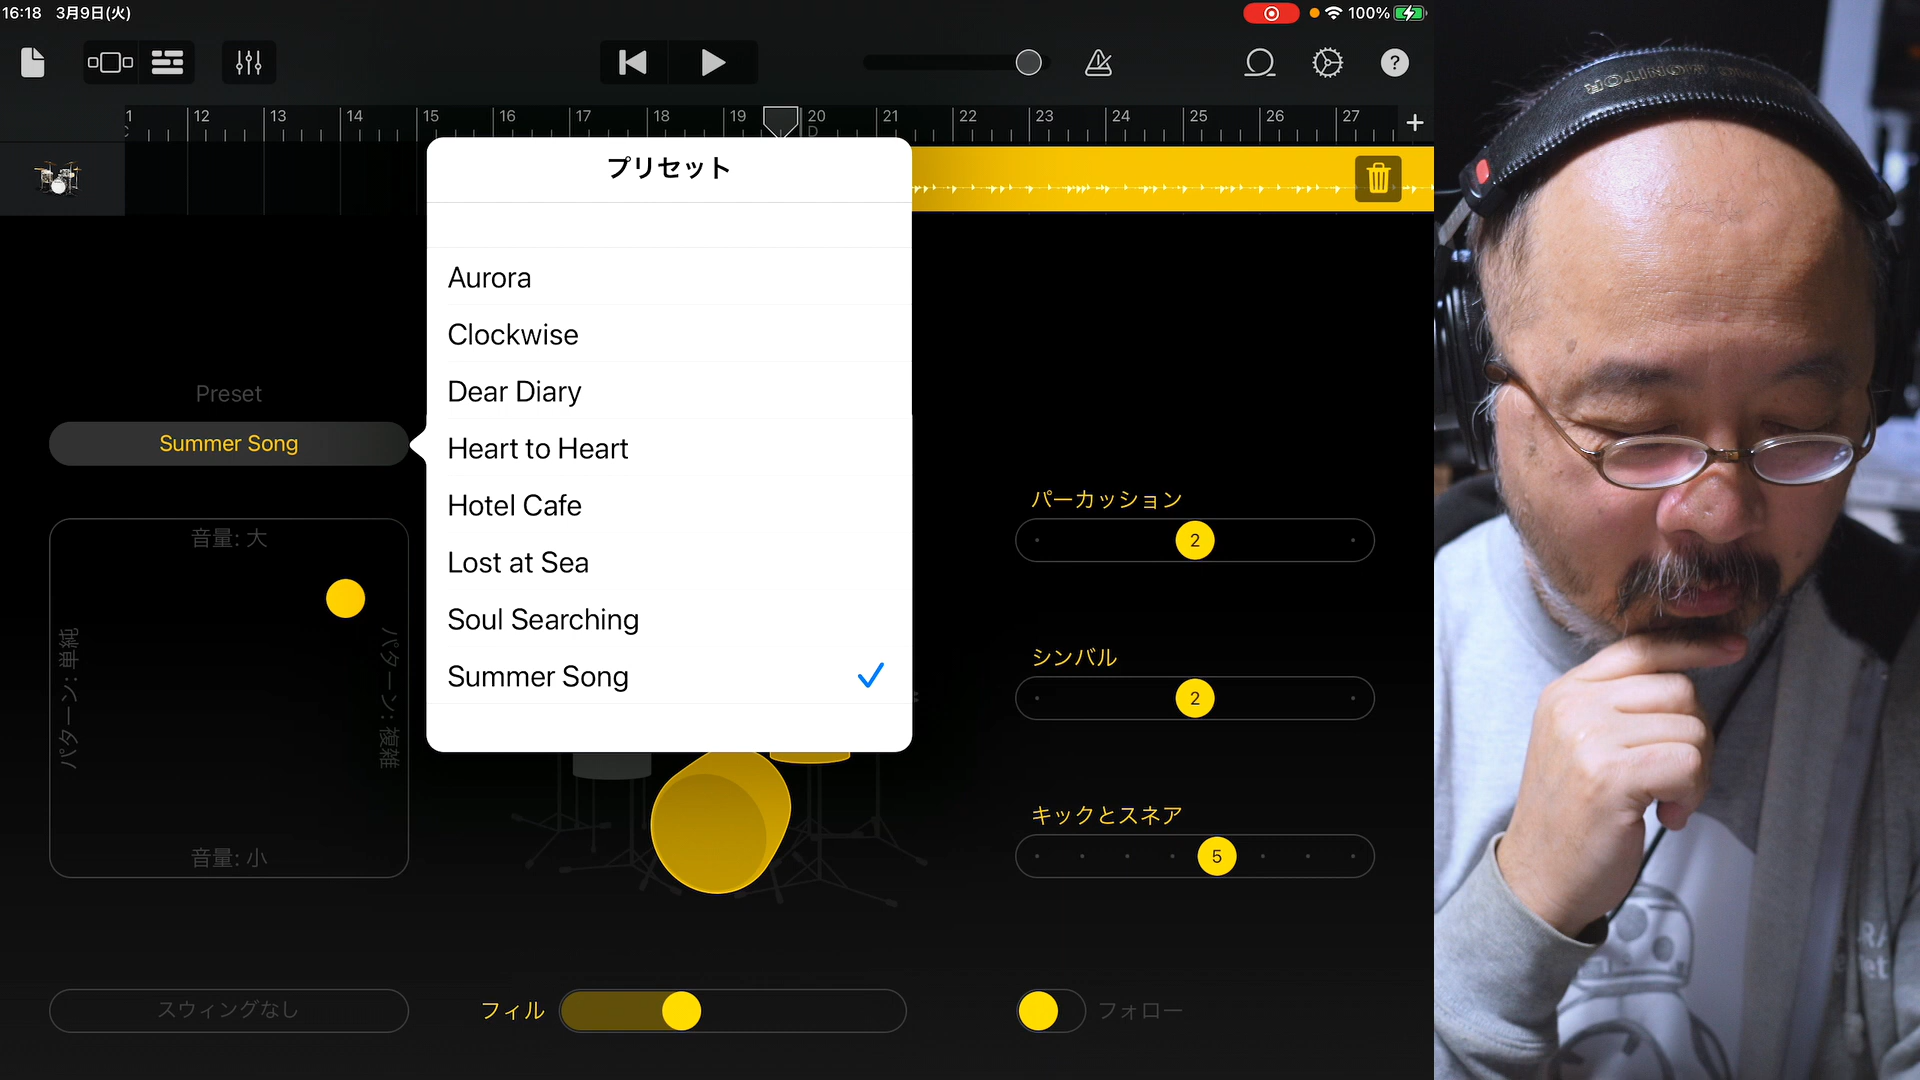 16:18 3月9日(火)
100%
?
11 12 13 14 15 16 17 18 19 20 21 22 23 24 25 26 27 +
C D
プリセット
Aurora
Clockwise
Dear Diary
Heart to Heart
Hotel Cafe
Lost at Sea
Soul Searching
Summer Song
Preset
Summer Song
音量: 大
パターン: 単純
パターン: 複雑
音量: 小
パーカッション
2
シンバル
2
キックとスネア
5
スウィングなし
フィル
フォロー
MONITOR